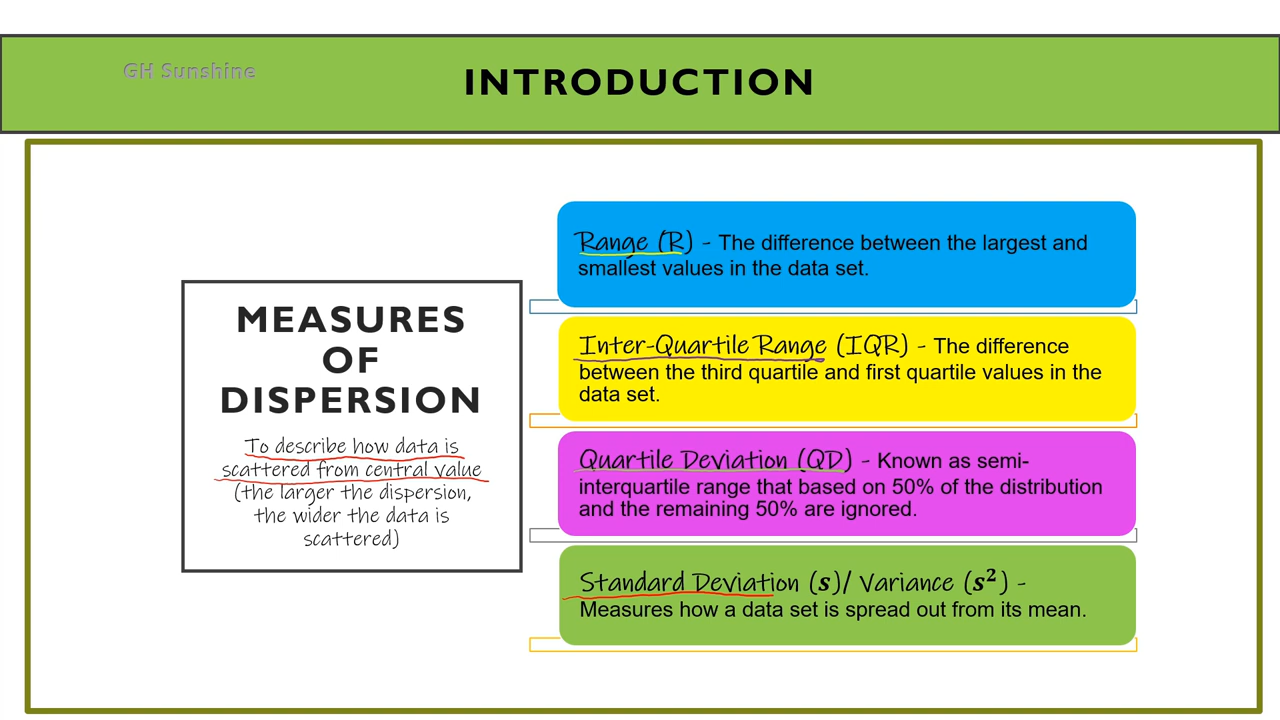 GH Sunshine
INTRODUCTION
MEASURES
OF
DISPERSION
To describe how data is
scattered from central value
(the larger the dispersion,
the wider the data is
scattered)
Range (R) - The difference between the largest and
smallest values in the data set.
Inter-Quartile Range (IQR) - The difference
between the third quartile and first quartile values in the
data set.
Quartile Deviation (QD) - Known as semi-
interquartile range that based on 50% of the distribution
and the remaining 50% are ignored.
Standard Deviation (s)/ Variance (s²) -
Measures how a data set is spread out from its mean.